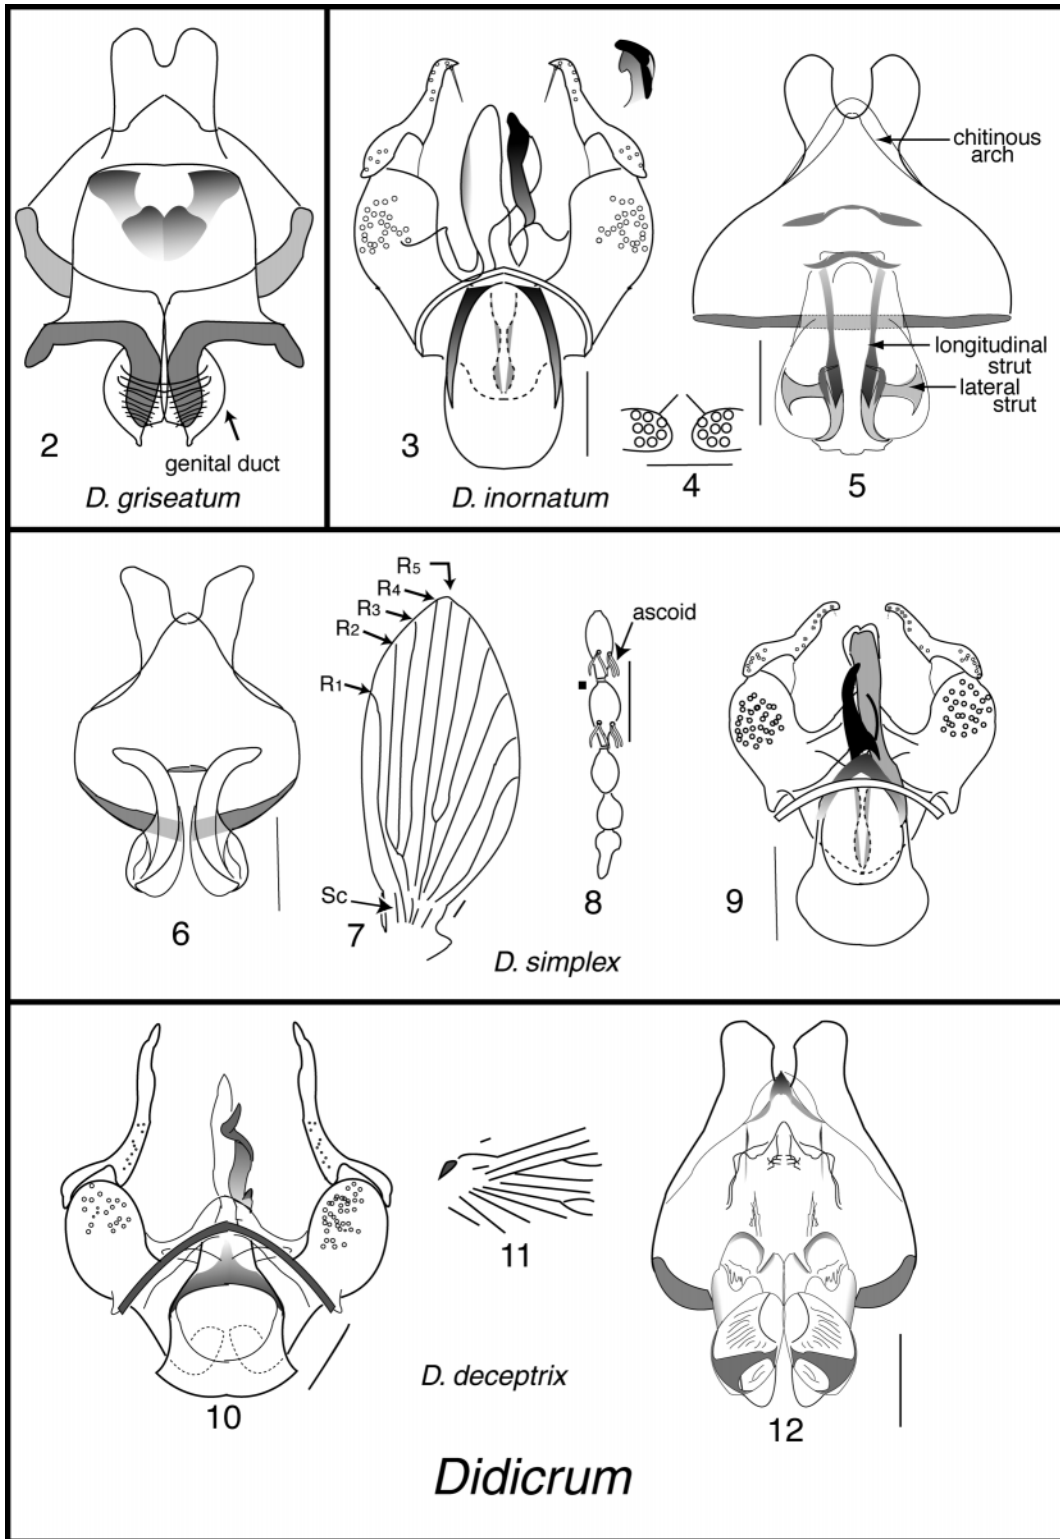 2
genital duct
D. griseatum
3
D. inornatum
4
chitinous
arch
longitudinal
strut
lateral
strut
5
6
R5
R4
R3
R2
R1
Sc
7
ascoid
8
9
D. simplex
10
11
D. deceptrix
12
Didicrum